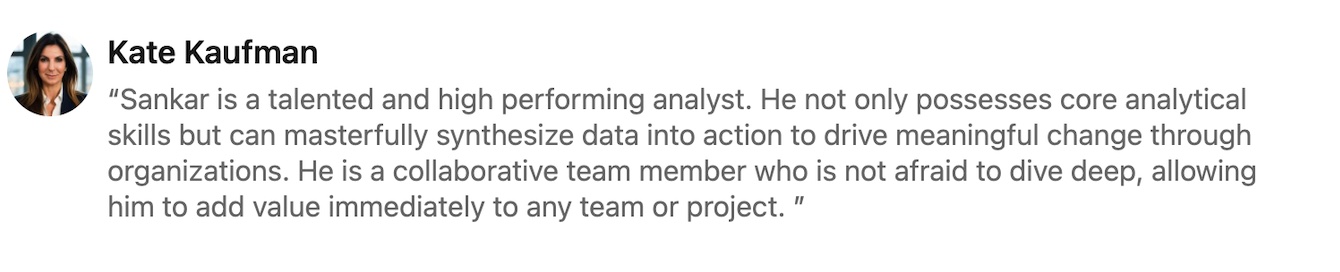 Kate Kaufman
“Sankar is a talented and high performing analyst. He not only possesses core analytical
skills but can masterfully synthesize data into action to drive meaningful change through
organizations. He is a collaborative team member who is not afraid to dive deep, allowing
him to add value immediately to any team or project. ”